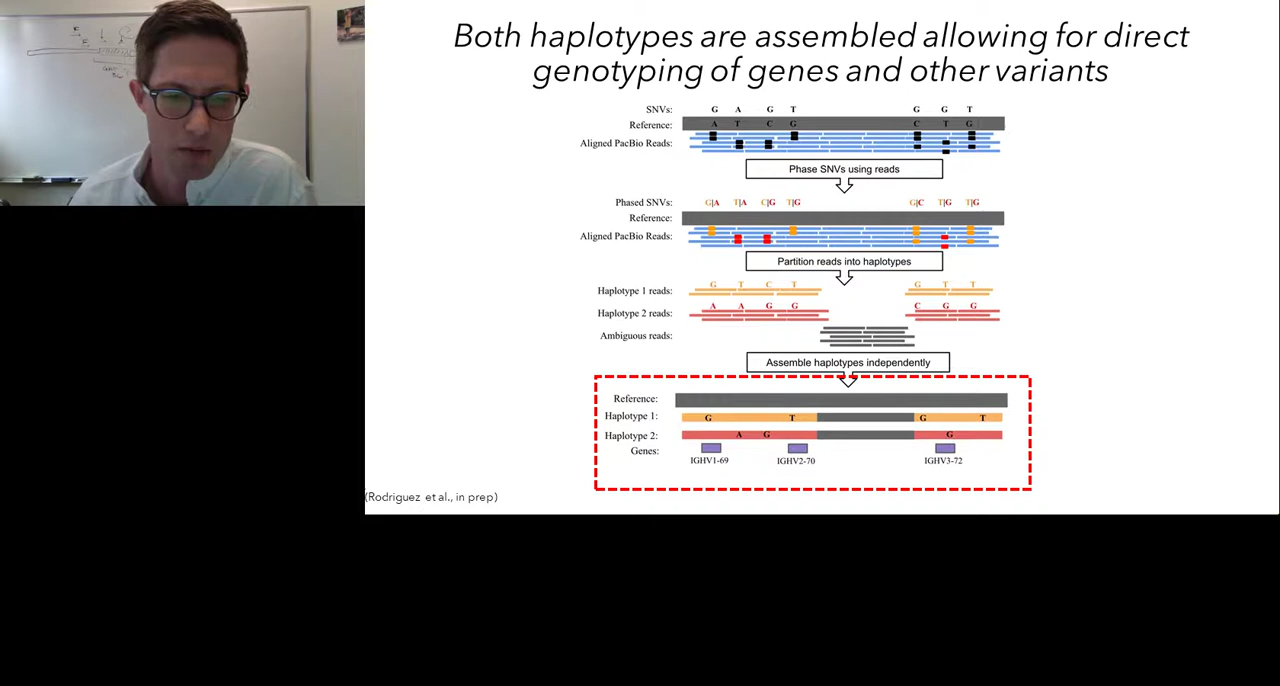 Both haplotypes are assembled allowing for direct
genotyping of genes and other variants
SNVs: G A G T G G T
Reference: A T C G C T G
Aligned PacBio Reads:
Phase SNVs using reads
Phased SNVs: G|A T|A C|G T|G G|C T|G T|G
Reference:
Aligned PacBio Reads:
Partition reads into haplotypes
G T C T G T T
Haplotype 1 reads:
A A G G C G G
Haplotype 2 reads:
Ambiguous reads:
Assemble haplotypes independently
Reference:
Haplotype 1: G T G T
Haplotype 2: A G G
Genes:
IGHV1-69 IGHV2-70 IGHV3-72
(Rodriguez et al., in prep)